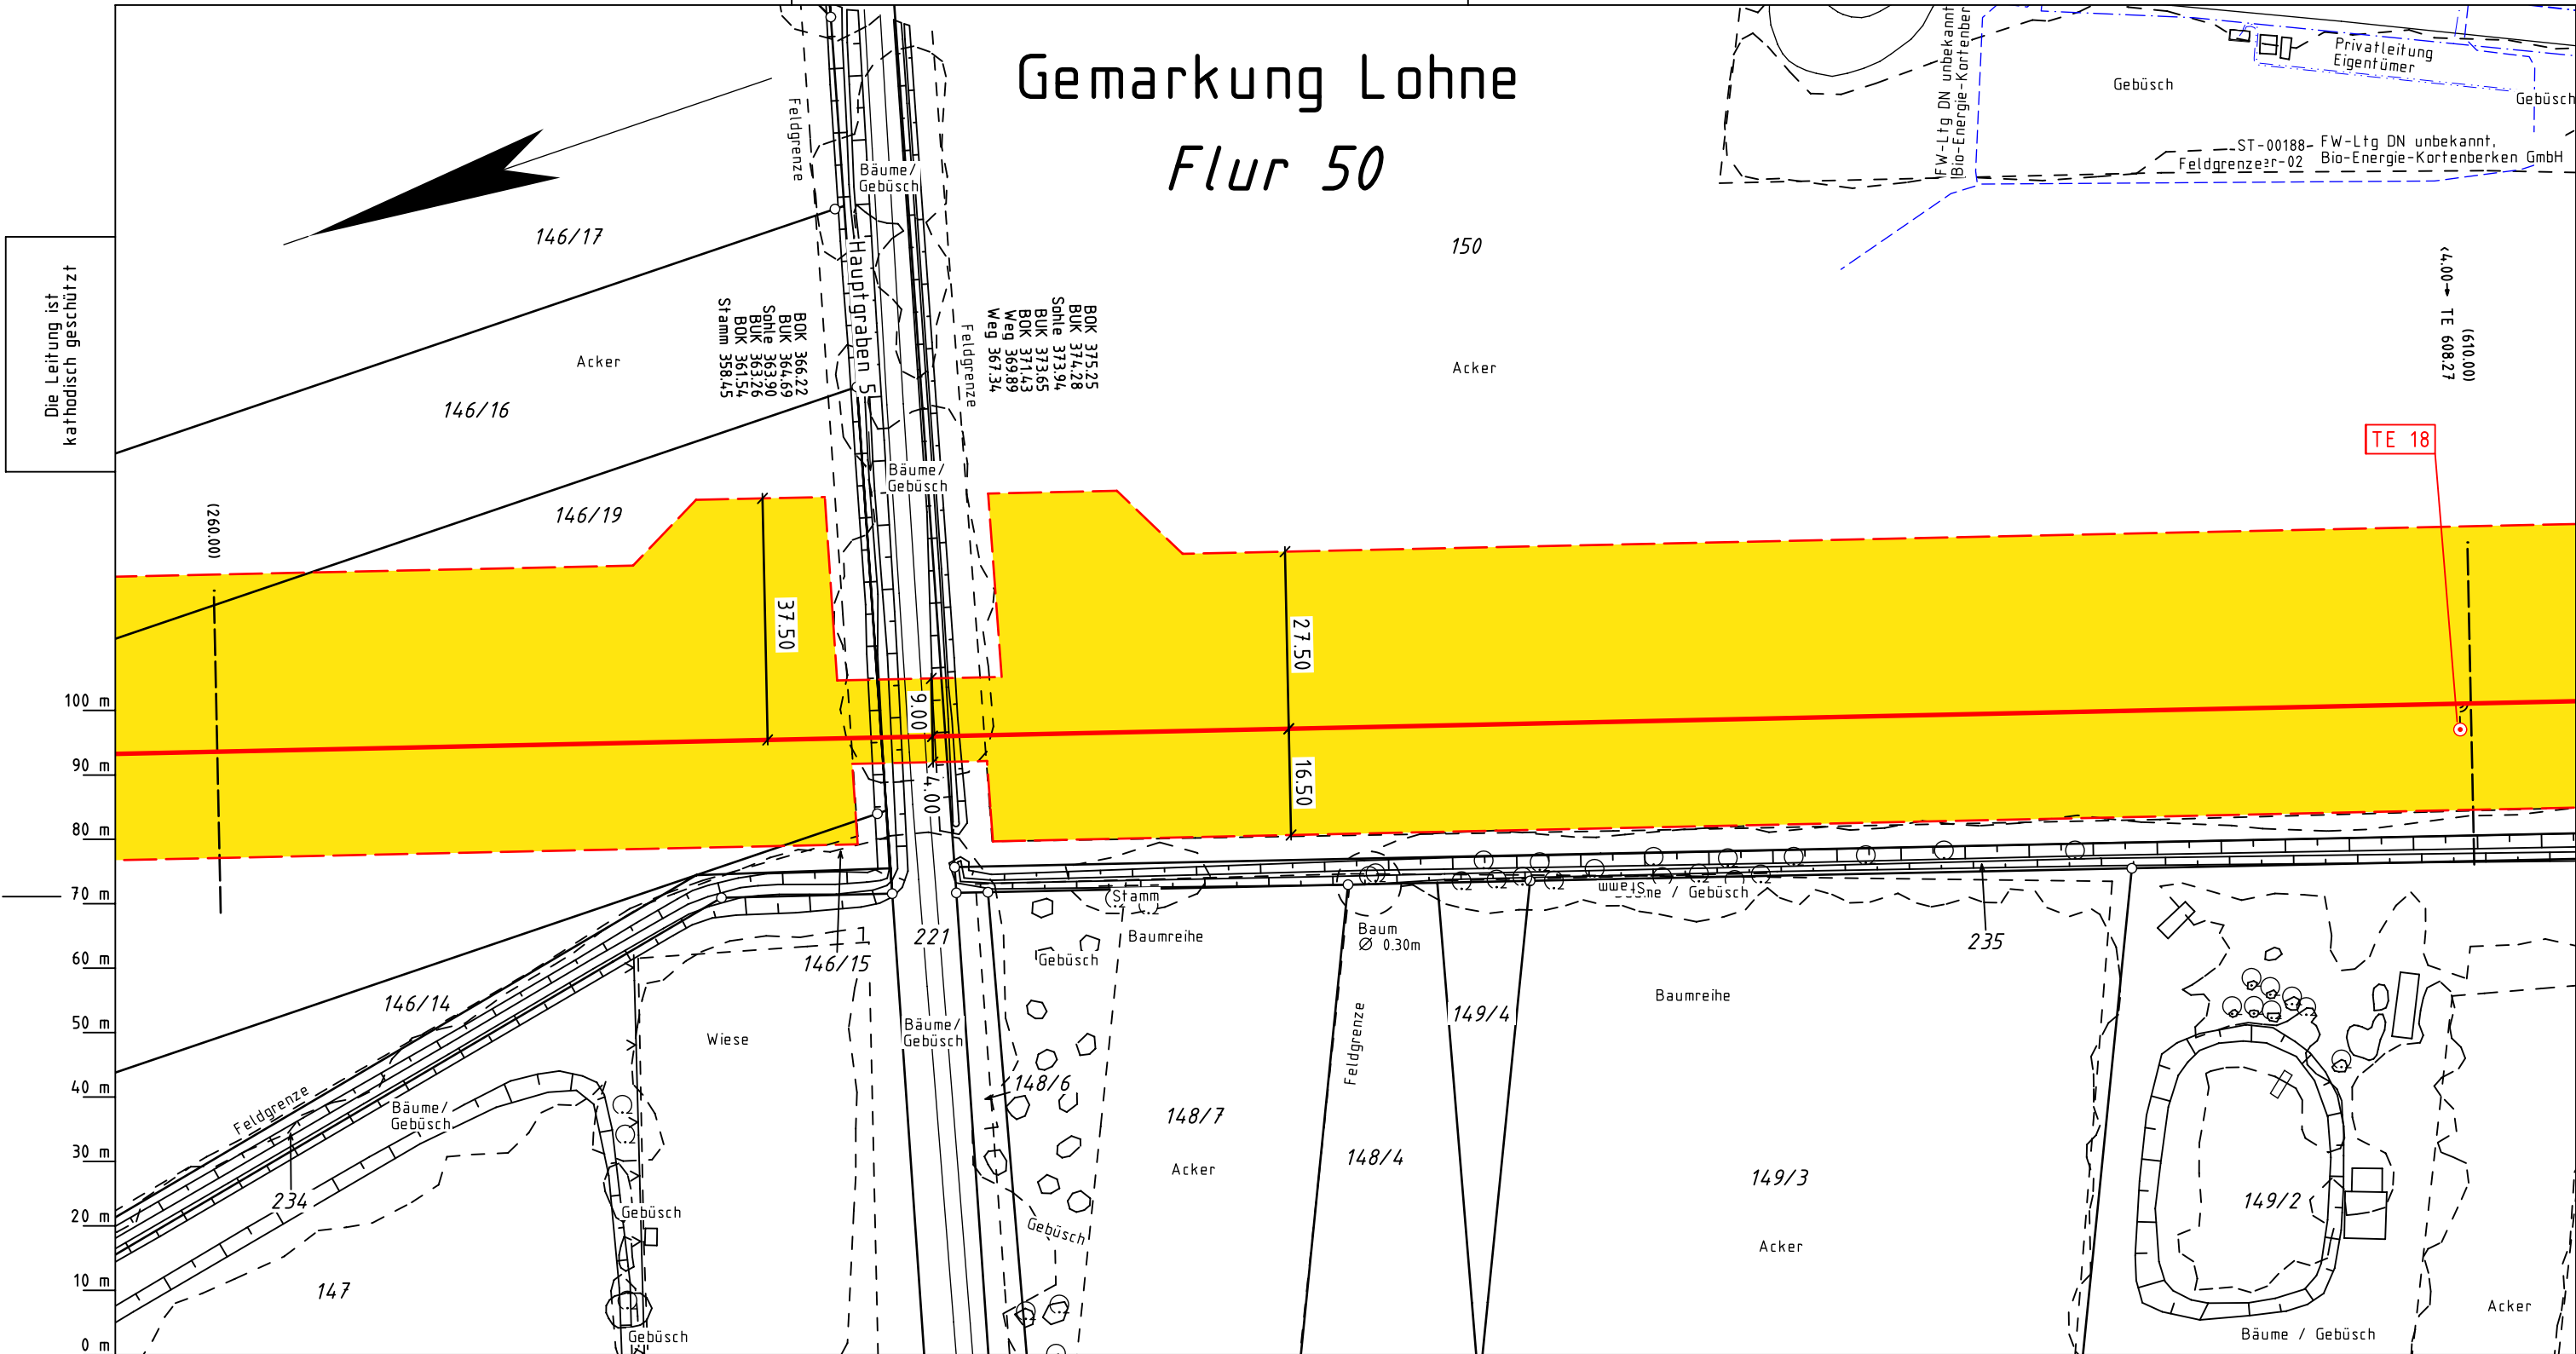 Gemarkung Lohne
Flur 50
Die Leitung ist
kathodisch geschützt
146/17
Acker
146/16
146/19
(260.00)
Feldgrenze
Bäume/
Gebüsch
Hauptgraben 5
BOK 366.22
BUK 364.69
Sohle 363.90
BUK 363.26
BOK 361.54
Stamm 358.45
Feldgrenze
BOK 375.25
BUK 374.28
Sohle 373.94
BUK 373.65
BOK 371.43
Weg 369.89
Weg 367.34
Bäume/
Gebüsch
150
Acker
FW-Ltg DN unbekannt
Bio-Energie-Kortenber
Gebüsch
Privatleitung
Eigentümer
Gebüsch
ST-00188-
FW-Ltg DN unbekannt,
Bio-Energie-Kortenberken GmbH
Feldgrenze
r-02
(610.00)
<4.00→ TE 608.27
TE 18
37.50
27.50
9.00
4.00
16.50
100 m
90 m
80 m
70 m
60 m
50 m
40 m
30 m
20 m
10 m
0 m
146/14
146/15
221
Stamm
Baumreihe
Gebüsch
Baum
Ø 0.30m
Stamm
/ Gebüsch
235
Feldgrenze
Bäume/
Gebüsch
234
147
Wiese
Bäume/
Gebüsch
148/6
148/7
Acker
Feldgrenze
148/4
149/4
Baumreihe
149/3
Acker
149/2
Gebüsch
Gebüsch
Gebüsch
Bäume / Gebüsch
Acker